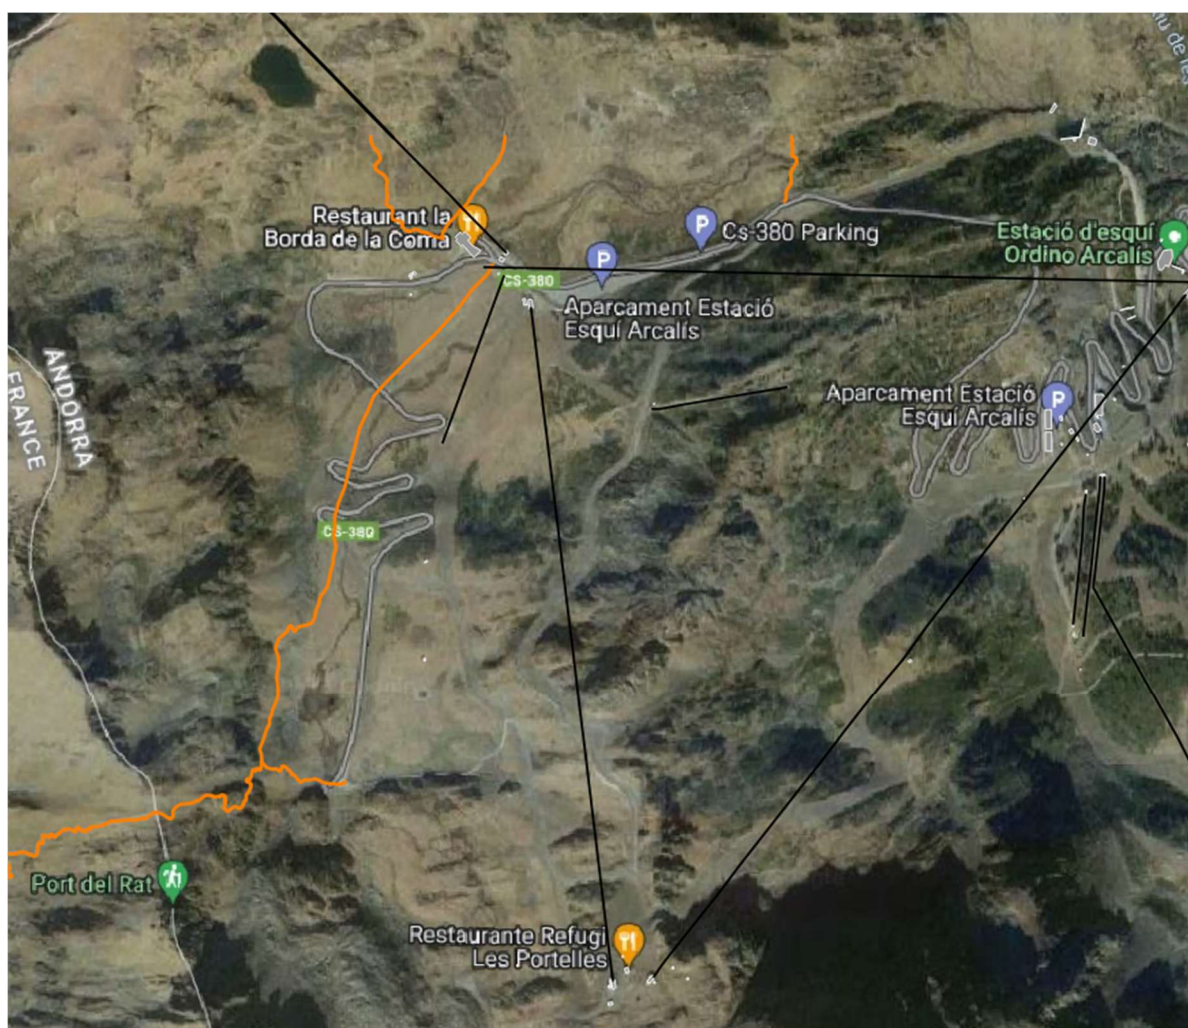 Restaurant la
Borda de la Coma
P
Cs-380 Parking
Estació d'esquí
Ordino Arcalís
P
CS-380
Aparcament Estació
Esquí Arcalís
ANDORRA
FRANCE
Aparcament Estació
Esquí Arcalís
P
CS-380
Port del Rat
Restaurante Refugi
Les Portelles